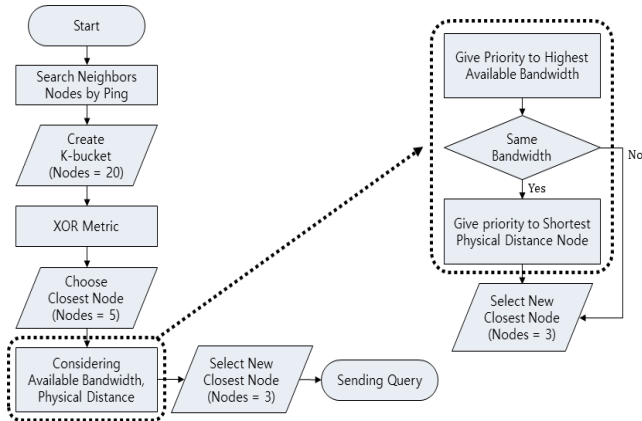 Start
Search Neighbors
Nodes by Ping
Create
K-bucket
(Nodes = 20)
XOR Metric
Choose
Closest Node
(Nodes = 5)
Considering
Available Bandwidth,
Physical Distance
Select New
Closest Node
(Nodes = 3)
Sending Query
Give Priority to Highest
Available Bandwidth
Same
Bandwidth
No
Yes
Give priority to Shortest
Physical Distance Node
Select New
Closest Node
(Nodes = 3)